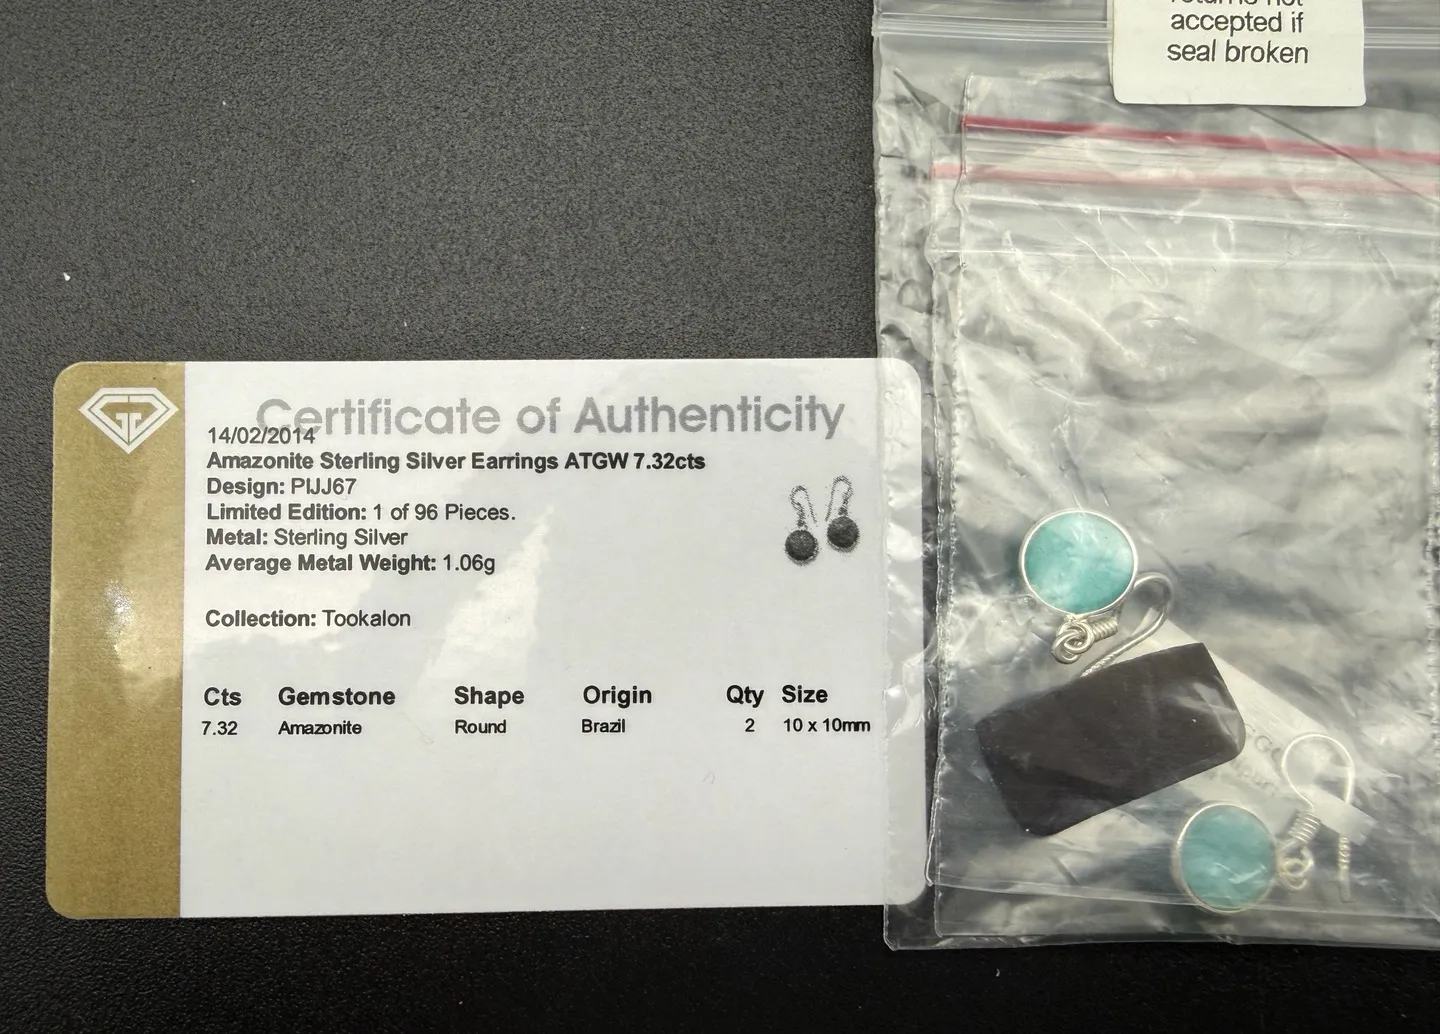 returns not
accepted if
seal broken
Certificate of Authenticity
14/02/2014
Amazonite Sterling Silver Earrings ATGW 7.32cts
Design: PIJJ67
Limited Edition: 1 of 96 Pieces.
Metal: Sterling Silver
Average Metal Weight: 1.06g
Collection: Tookalon
Cts Gemstone Shape Origin Qty Size
7.32 Amazonite Round Brazil 2 10 x 10mm